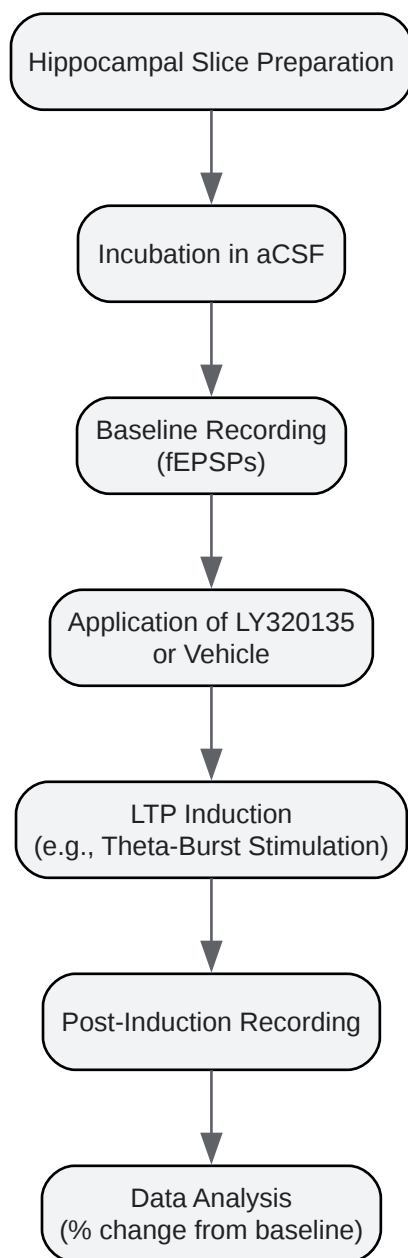 Hippocampal Slice Preparation
Incubation in aCSF
Baseline Recording
(fEPSPs)
Application of LY320135
or Vehicle
LTP Induction
(e.g., Theta-Burst Stimulation)
Post-Induction Recording
Data Analysis
(% change from baseline)